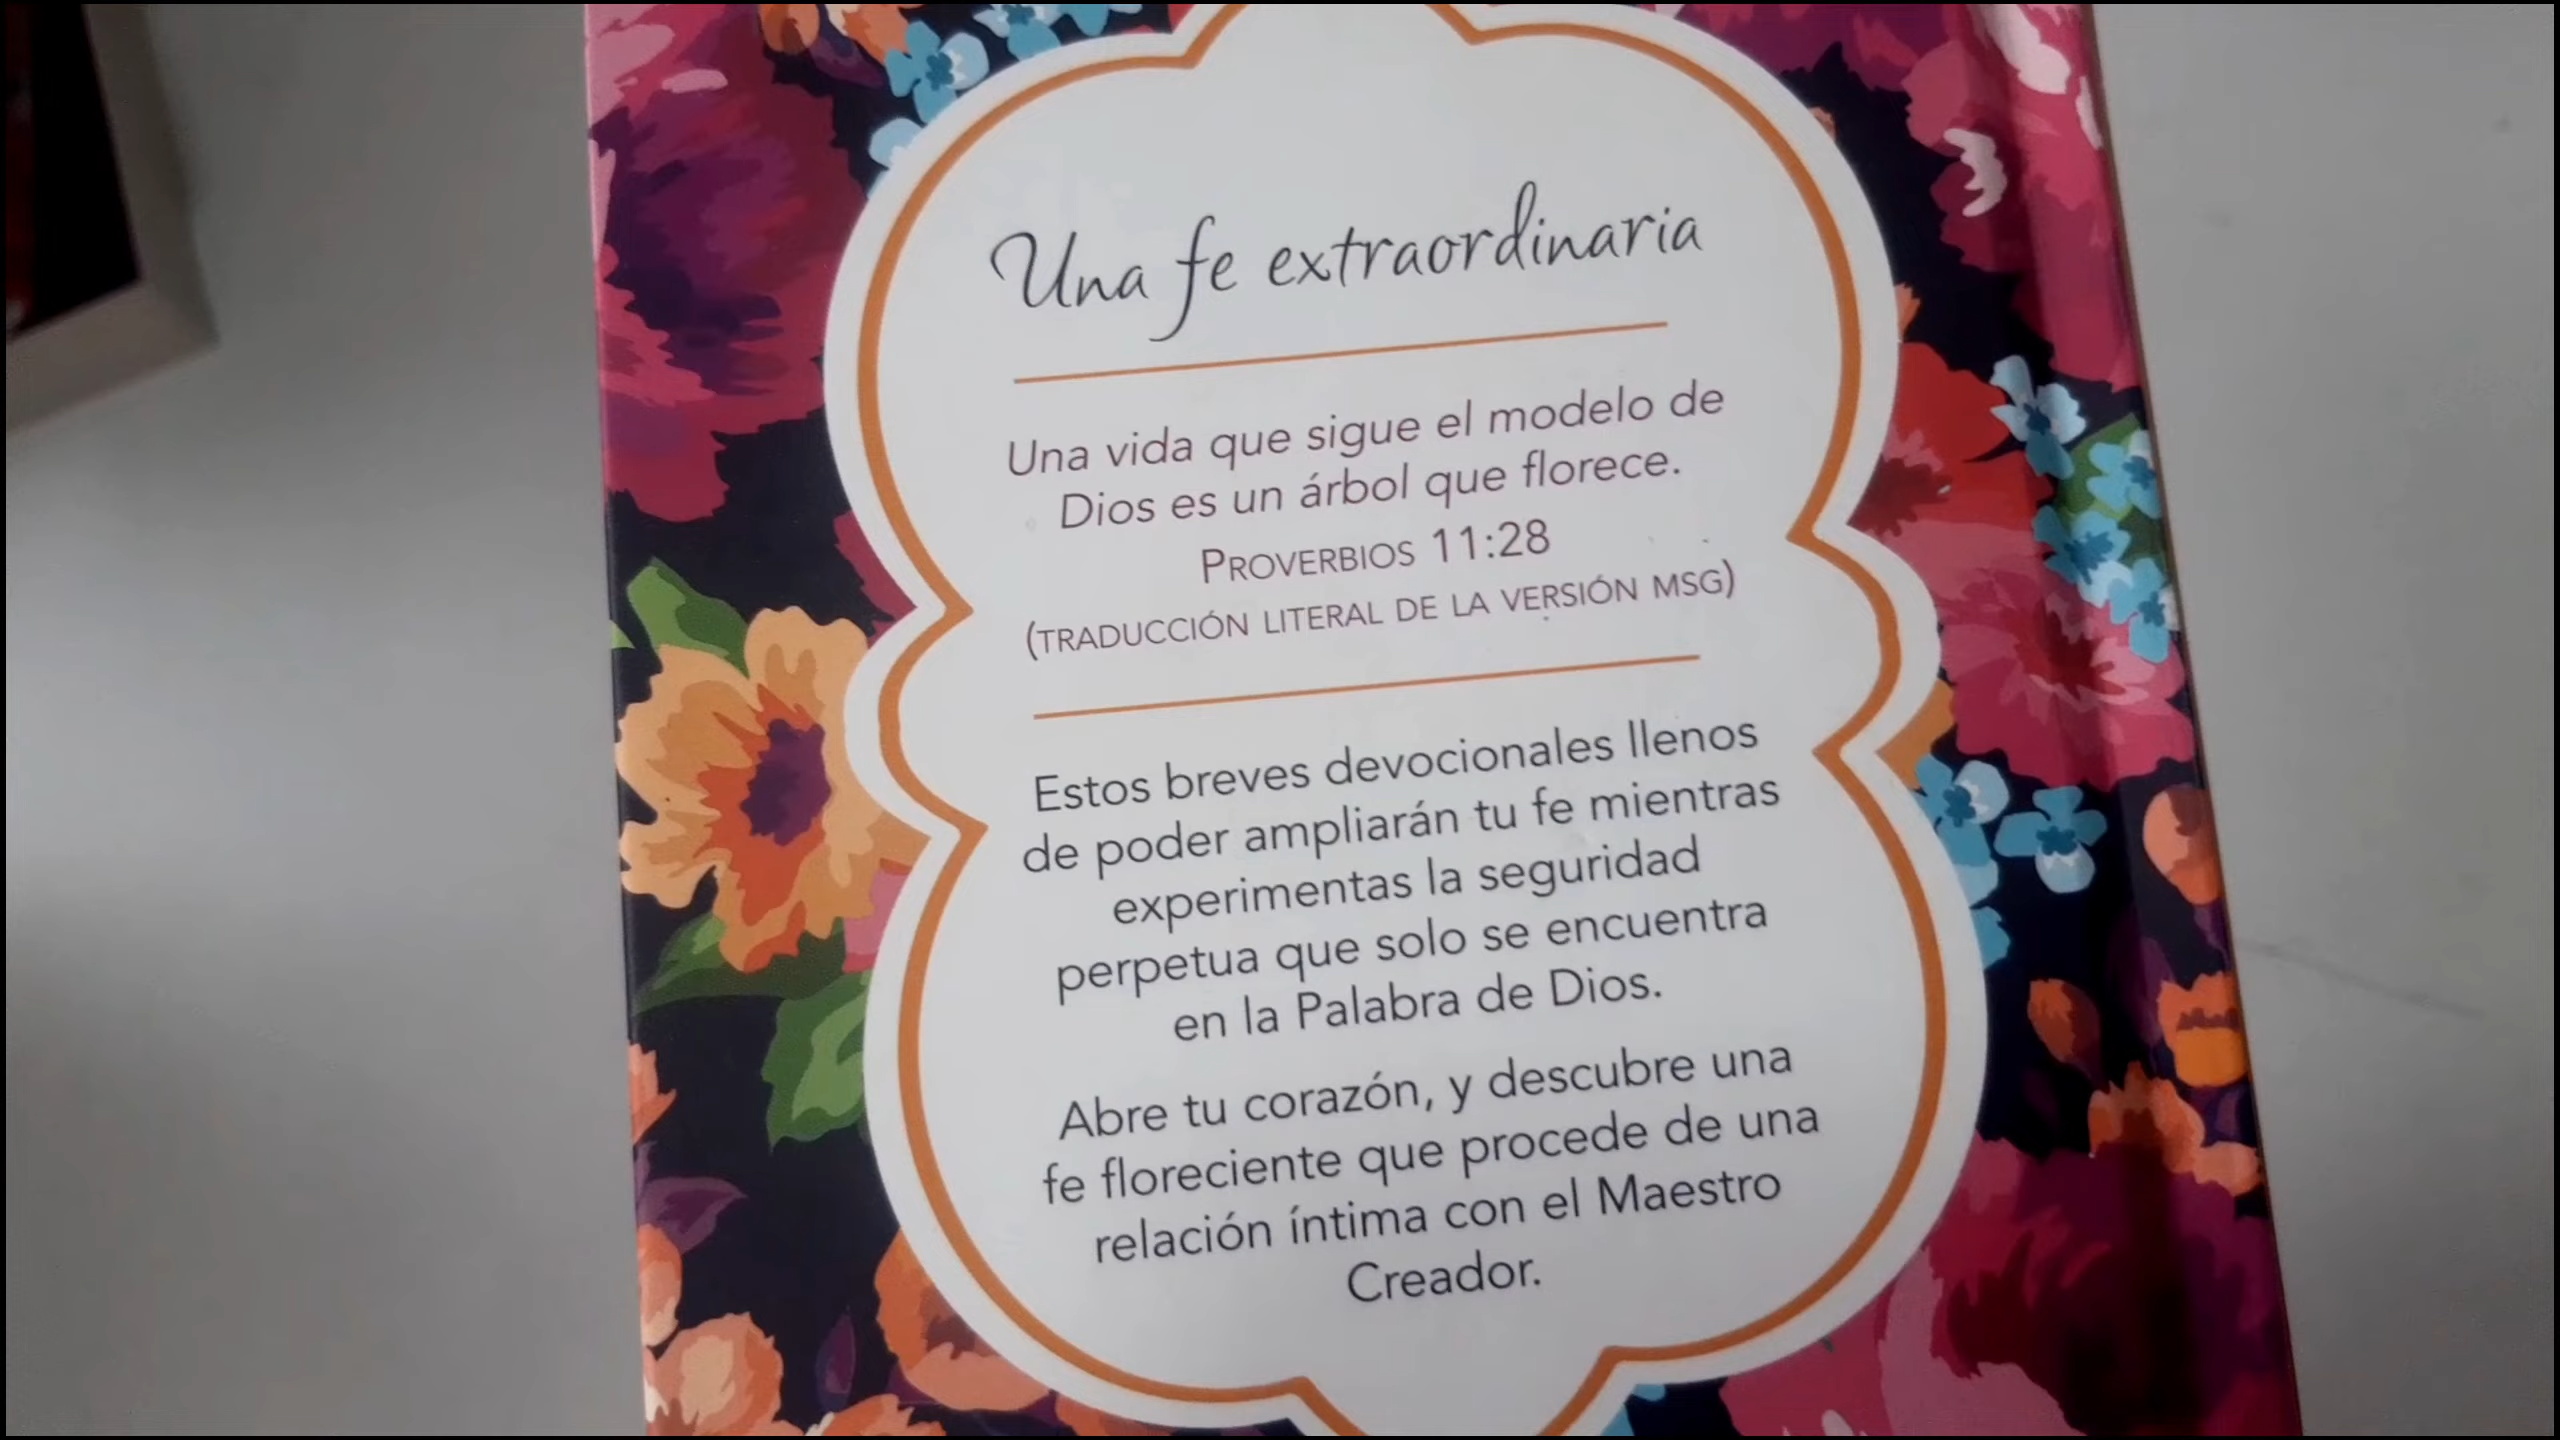 Una fe extraordinaria
Una vida que sigue el modelo de
Dios es un árbol que florece.
PROVERBIOS 11:28
(TRADUCCIÓN LITERAL DE LA VERSIÓN MSG)
Estos breves devocionales llenos
de poder ampliarán tu fe mientras
experimentas la seguridad
perpetua que solo se encuentra
en la Palabra de Dios.
Abre tu corazón, y descubre una
fe floreciente que procede de una
relación íntima con el Maestro
Creador.